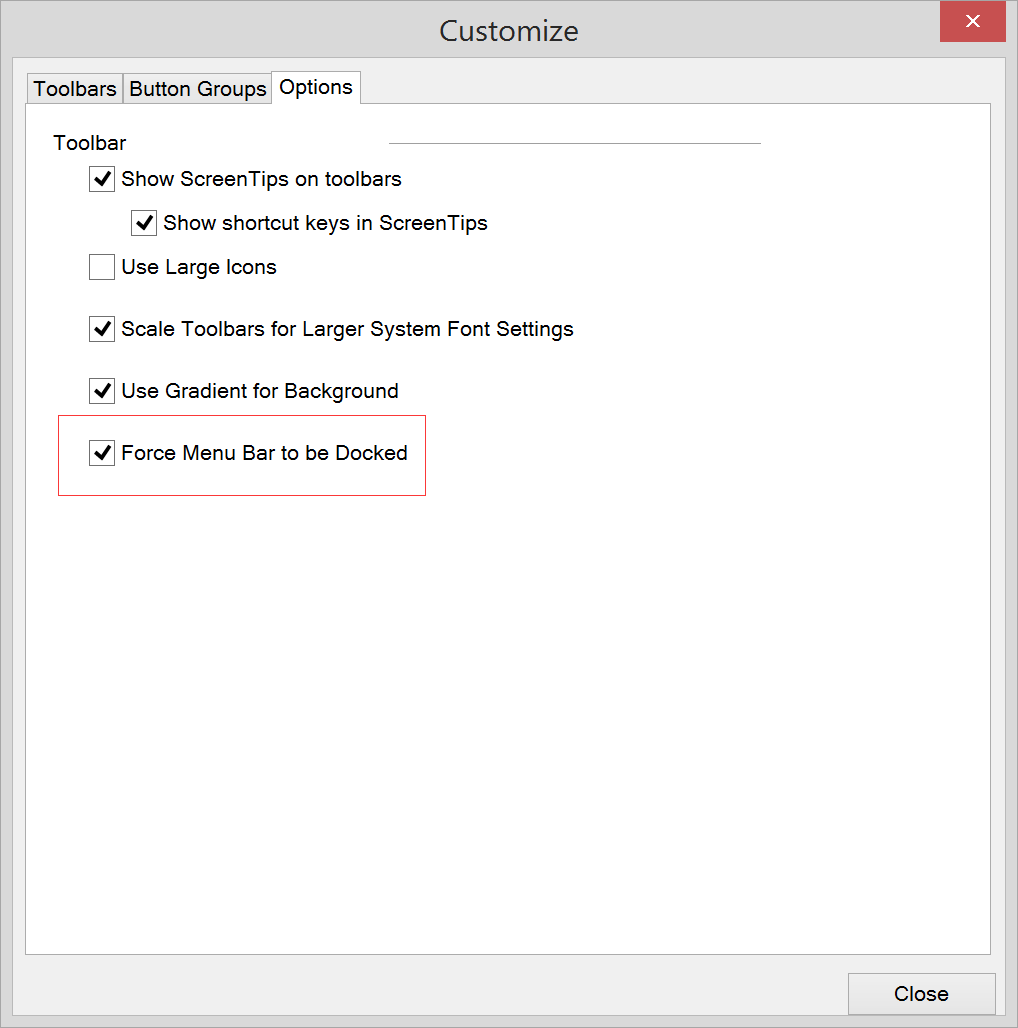 Customize
Toolbars Button Groups Options
Toolbar
Show ScreenTips on toolbars
Show shortcut keys in ScreenTips
Use Large Icons
Scale Toolbars for Larger System Font Settings
Use Gradient for Background
Force Menu Bar to be Docked
Close